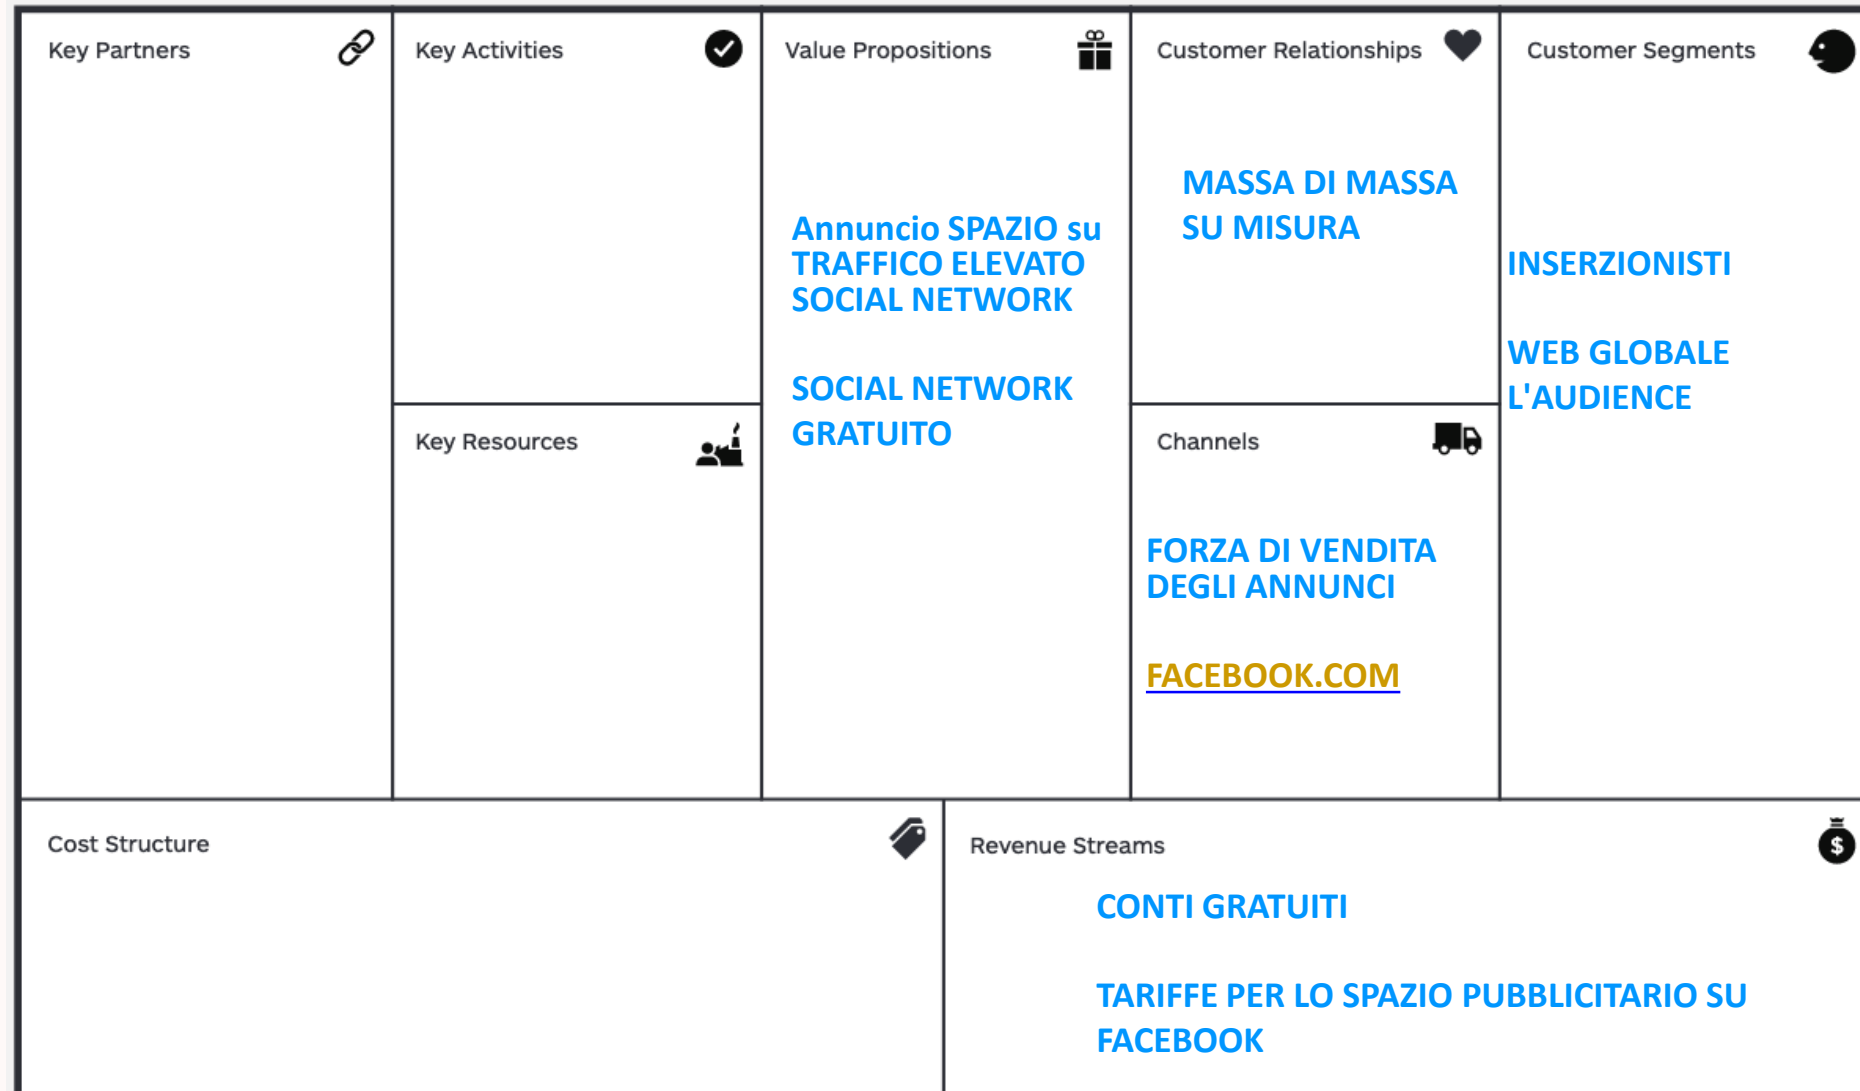 Key Partners
Key Activities
Value Propositions
Annuncio SPAZIO su
TRAFFICO ELEVATO
SOCIAL NETWORK
SOCIAL NETWORK
GRATUITO
Customer Relationships
MASSA DI MASSA
SU MISURA
Customer Segments
INSERZIONISTI
WEB GLOBALE
L'AUDIENCE
Key Resources
Channels
FORZA DI VENDITA
DEGLI ANNUNCI
FACEBOOK.COM
Cost Structure
Revenue Streams
$
CONTI GRATUITI
TARIFFE PER LO SPAZIO PUBBLICITARIO SU
FACEBOOK